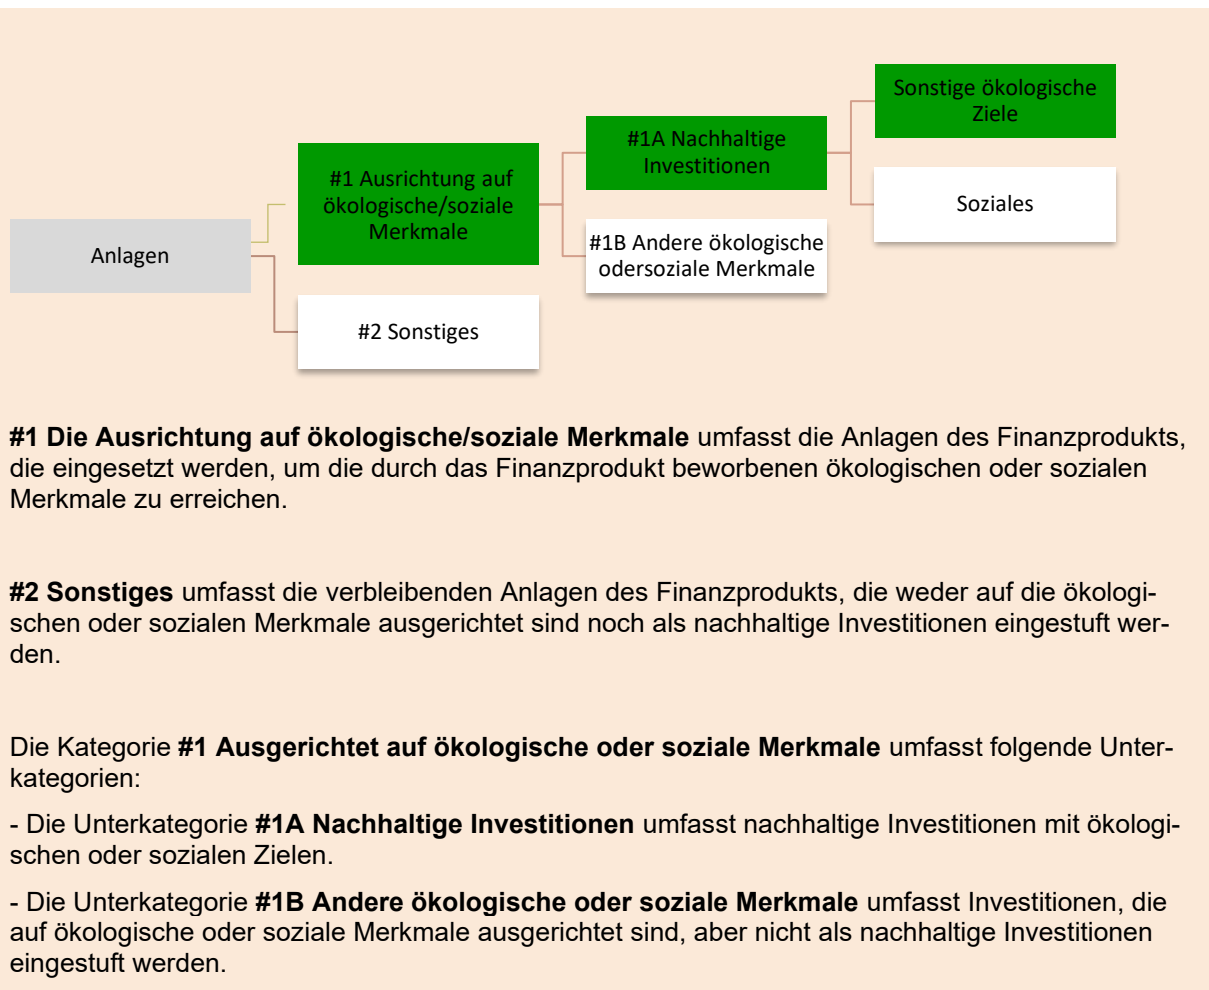 Sonstige ökologische
Ziele
#1A Nachhaltige
Investitionen
#1 Ausrichtung auf
ökologische/soziale
Merkmale
Soziales
Anlagen
#1B Andere ökologische
odersoziale Merkmale
#2 Sonstiges
#1 Die Ausrichtung auf ökologische/soziale Merkmale umfasst die Anlagen des Finanzprodukts,
die eingesetzt werden, um die durch das Finanzprodukt beworbenen ökologischen oder sozialen
Merkmale zu erreichen.
#2 Sonstiges umfasst die verbleibenden Anlagen des Finanzprodukts, die weder auf die ökologi-
schen oder sozialen Merkmale ausgerichtet sind noch als nachhaltige Investitionen eingestuft wer-
den.
Die Kategorie #1 Ausgerichtet auf ökologische oder soziale Merkmale umfasst folgende Unter-
kategorien:
- Die Unterkategorie #1A Nachhaltige Investitionen umfasst nachhaltige Investitionen mit ökologi-
schen oder sozialen Zielen.
- Die Unterkategorie #1B Andere ökologische oder soziale Merkmale umfasst Investitionen, die
auf ökologische oder soziale Merkmale ausgerichtet sind, aber nicht als nachhaltige Investitionen
eingestuft werden.